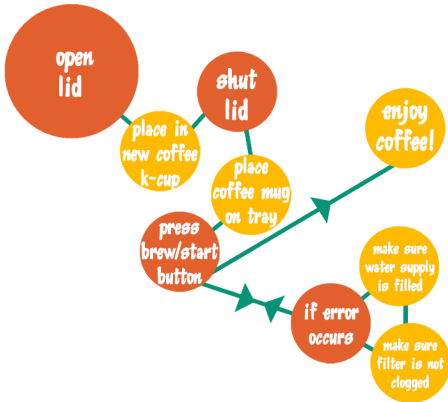 open
lid
place in
new coffee
k-cup
shut
lid
place
coffee mug
on tray
press
brew/start
button
enjoy
coffee!
if error
occurs
make sure
water supply
is filled
make sure
filter is not
clogged